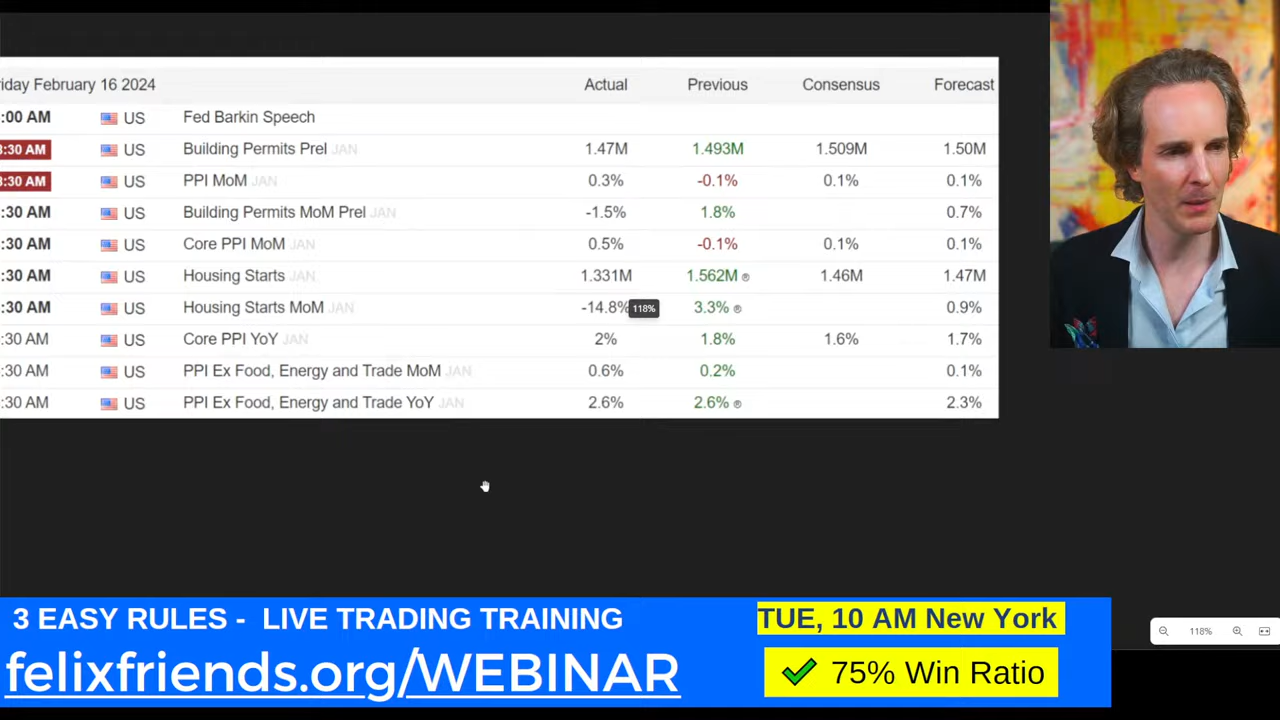 riday February 16 2024 Actual Previous Consensus Forecast
:00 AM US Fed Barkin Speech
8:30 AM US Building Permits Prel JAN 1.47M 1.493M 1.509M 1.50M
8:30 AM US PPI MoM JAN 0.3% -0.1% 0.1% 0.1%
:30 AM US Building Permits MoM Prel JAN -1.5% 1.8% 0.7%
:30 AM US Core PPI MoM JAN 0.5% -0.1% 0.1% 0.1%
:30 AM US Housing Starts JAN 1.331M 1.562M ® 1.46M 1.47M
:30 AM US Housing Starts MoM JAN -14.8% 118% 3.3% ® 0.9%
:30 AM US Core PPI YoY JAN 2% 1.8% 1.6% 1.7%
:30 AM US PPI Ex Food, Energy and Trade MoM JAN 0.6% 0.2% 0.1%
:30 AM US PPI Ex Food, Energy and Trade YoY JAN 2.6% 2.6% ® 2.3%
3 EASY RULES - LIVE TRADING TRAINING
TUE, 10 AM New York
118%
felixfriends.org/WEBINAR
✓ 75% Win Ratio